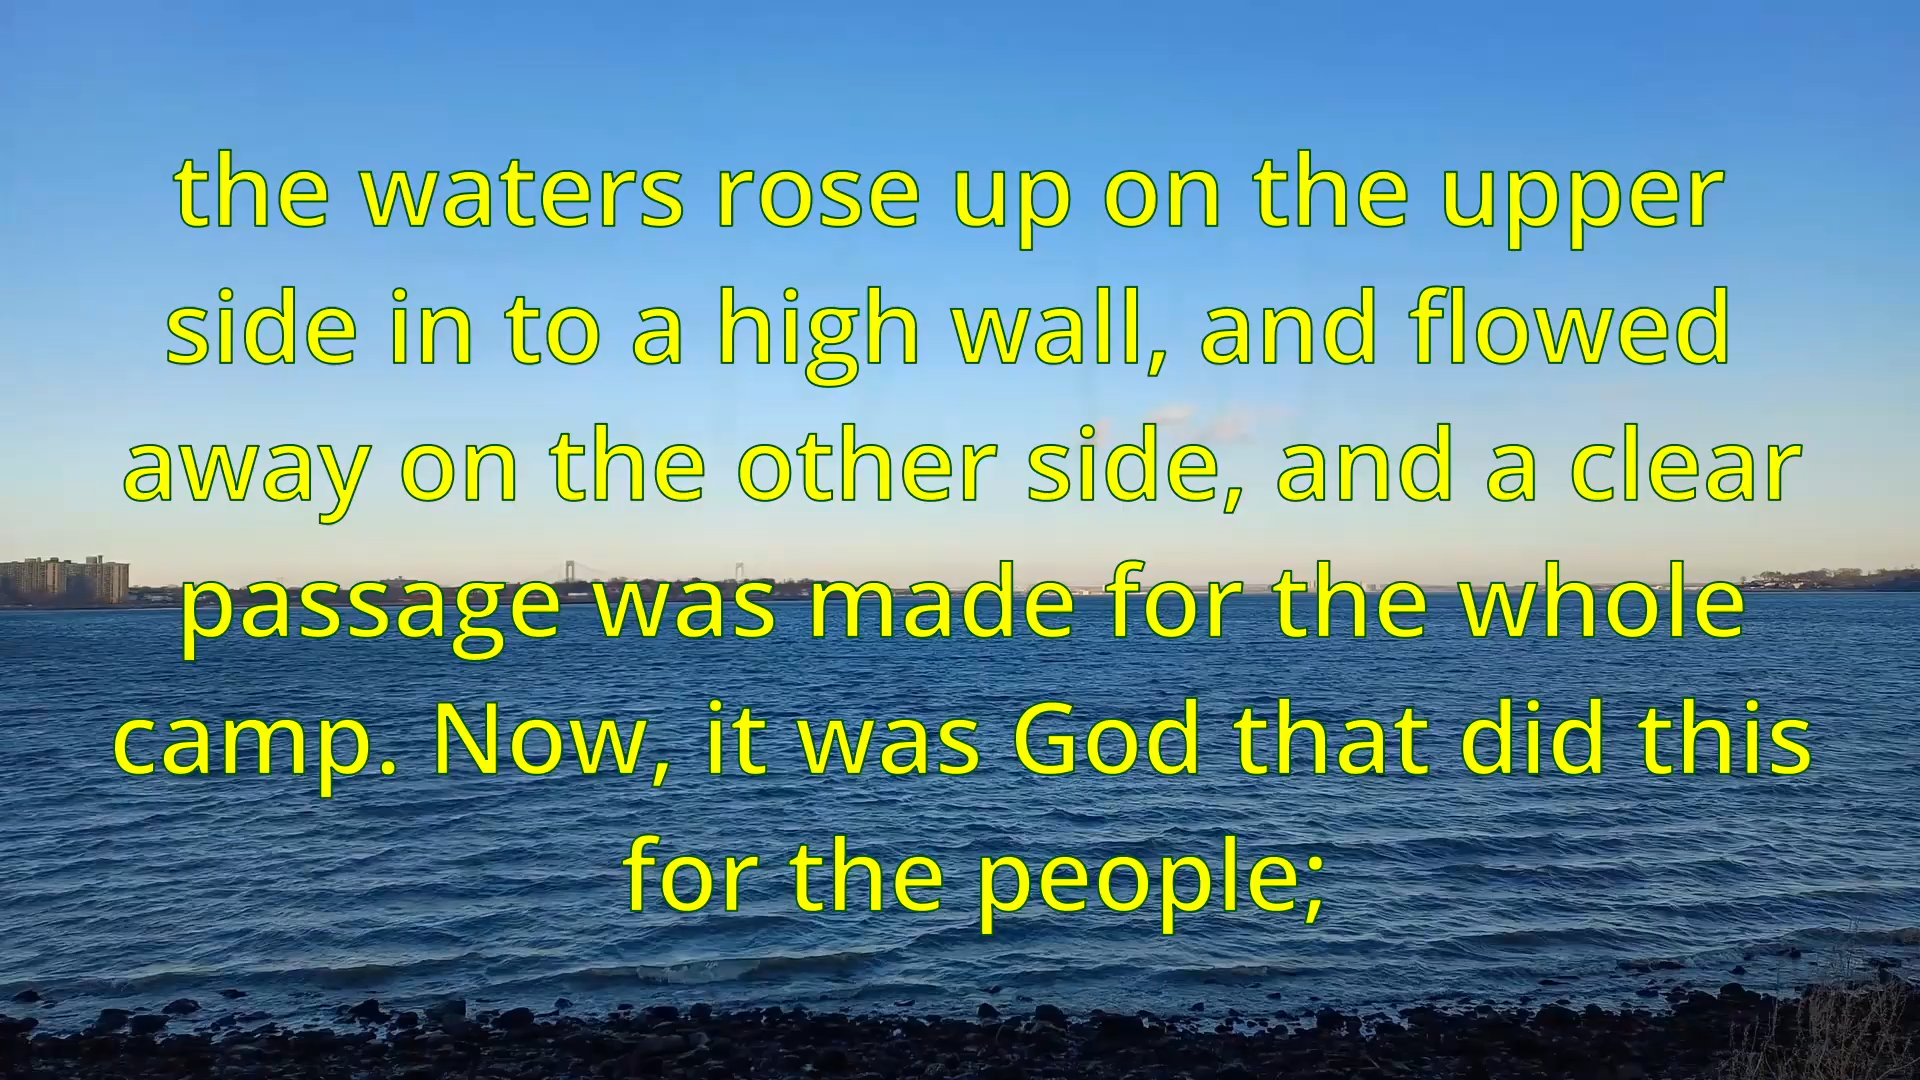 the waters rose up on the upper
side in to a high wall, and flowed
away on the other side, and a clear
passage was made for the whole
camp. Now, it was God that did this
for the people;